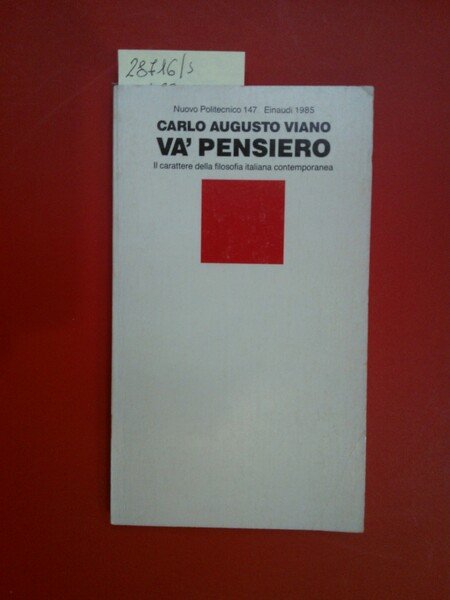 28716/s
Nuovo Politecnico 147 Einaudi 1985
CARLO AUGUSTO VIANO
VA' PENSIERO
Il carattere della filosofia italiana contemporanea